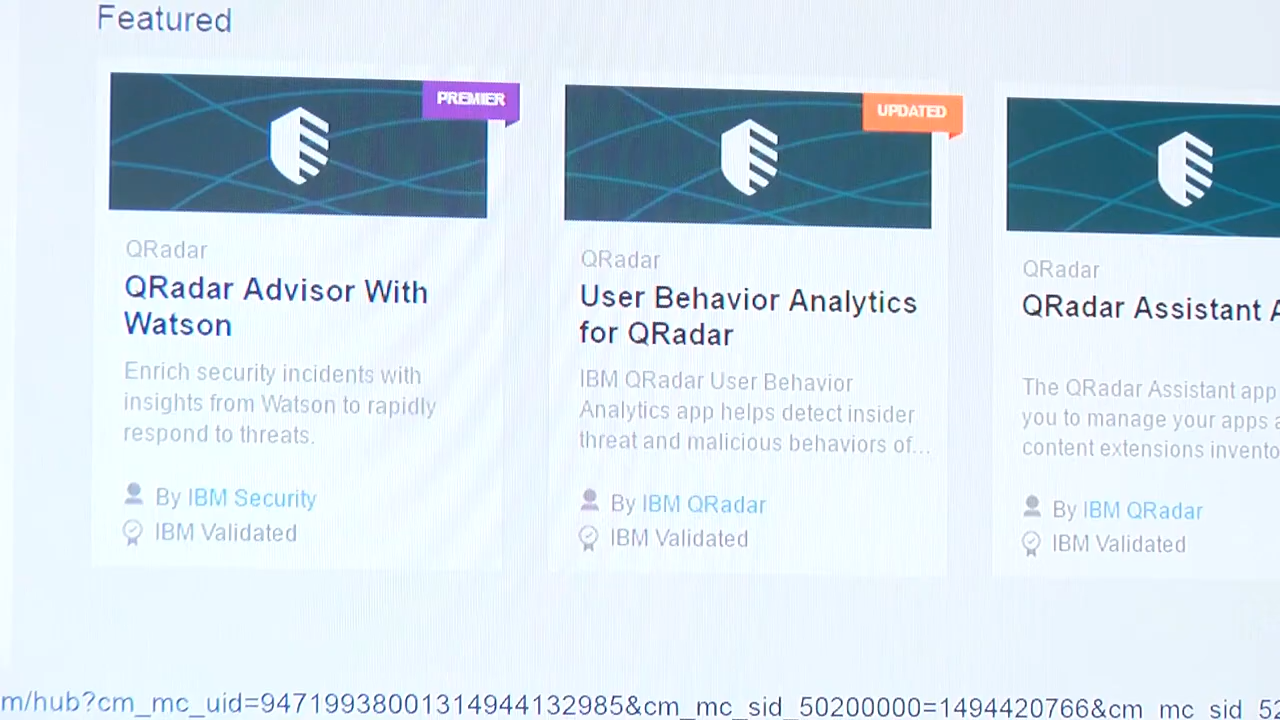 Featured
PREMIER
QRadar
QRadar Advisor With
Watson
Enrich security incidents with
insights from Watson to rapidly
respond to threats.
By IBM Security
IBM Validated
UPDATED
QRadar
User Behavior Analytics
for QRadar
IBM QRadar User Behavior
Analytics app helps detect insider
threat and malicious behaviors of...
By IBM QRadar
IBM Validated
QRadar
QRadar Assistant A
The QRadar Assistant app
you to manage your apps a
content extensions invento
By IBM QRadar
IBM Validated
m/hub?cm_mc_uid=94719938001314944132985&cm_mc_sid_50200000=1494420766&cm_mc_sid_52